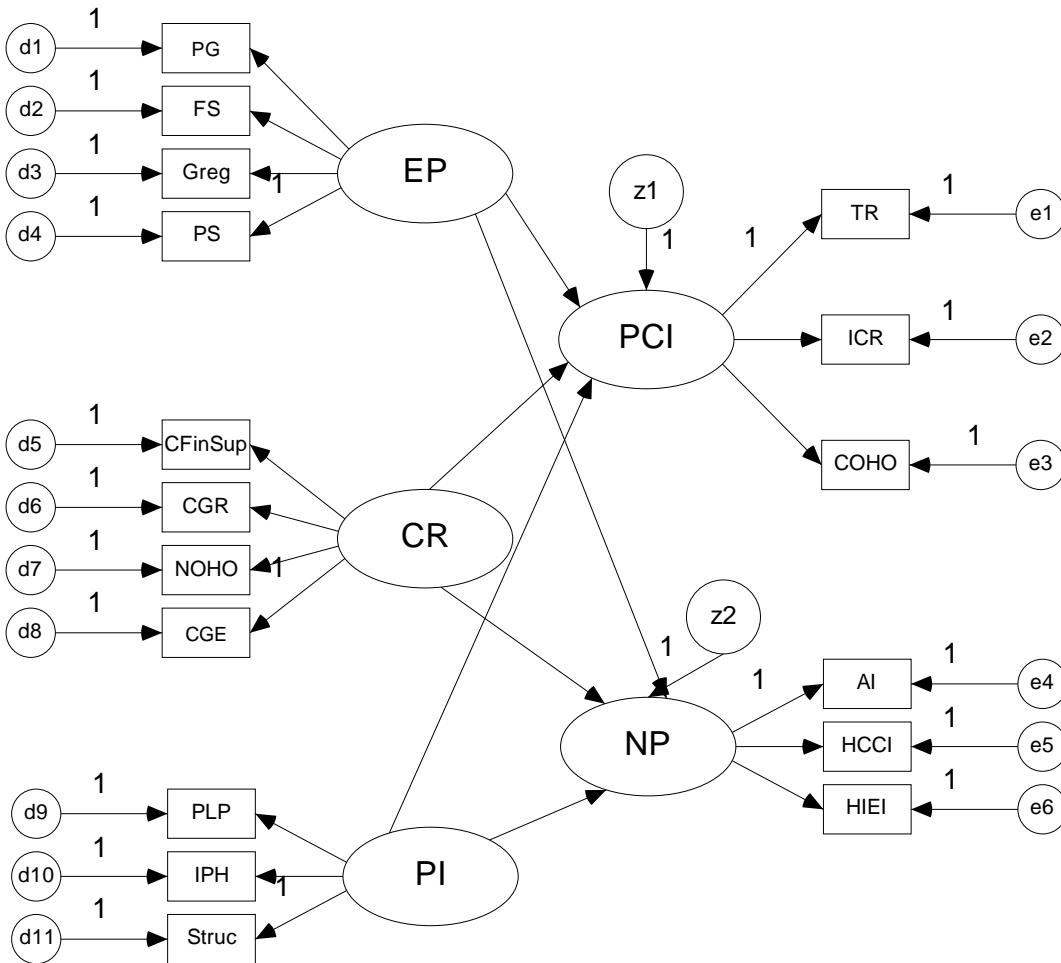 1
d1 PG
1
d2 FS
1
d3 Greg 1
1
d4 PS
EP
z1
1
PCI
1
TR 1 e1
ICR 1 e2
COHO 1 e3
1
d5 CFinSup
1
d6 CGR
1
d7 NOHO 1
1
d8 CGE
CR
z2
1
NP
1
AI 1 e4
HCCI 1 e5
HIEI 1 e6
1
d9 PLP
1
d10 IPH 1
1
d11 Struc
PI